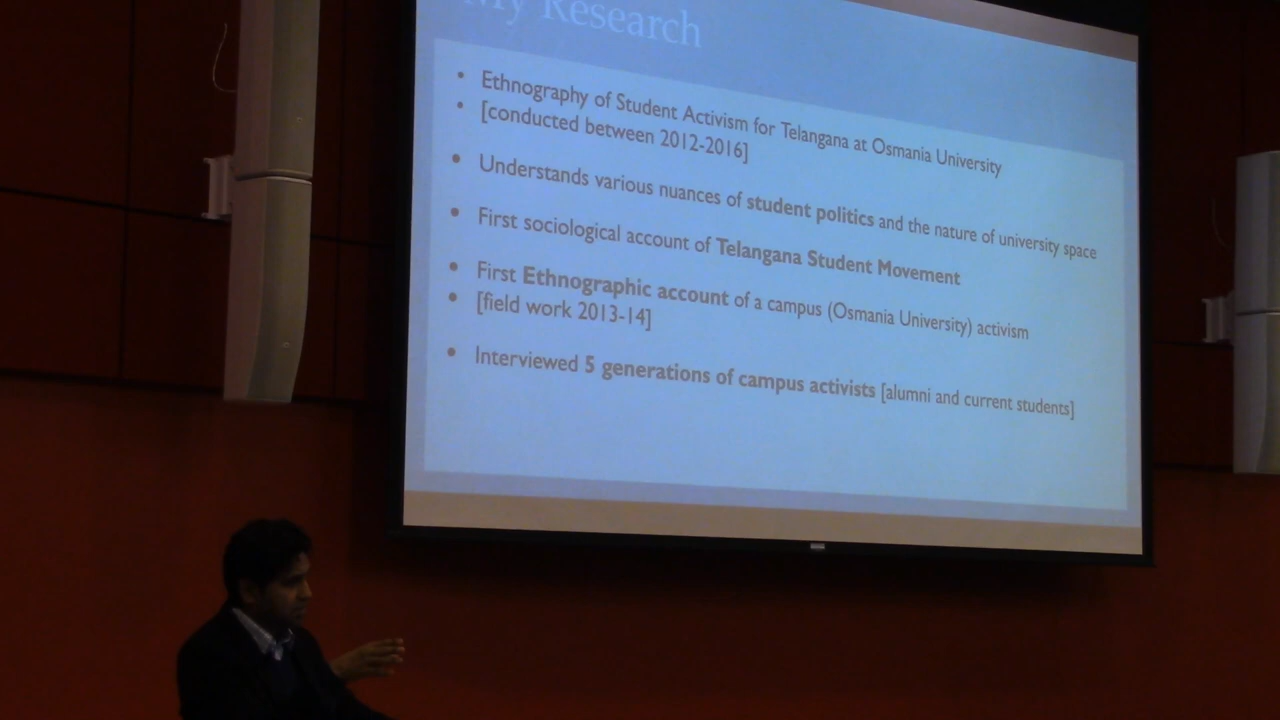 My Research
• Ethnography of Student Activism for Telangana at Osmania University
• [conducted between 2012-2016]
• Understands various nuances of student politics and the nature of university space
• First sociological account of Telangana Student Movement
• First Ethnographic account of a campus (Osmania University) activism
• [field work 2013-14]
• Interviewed 5 generations of campus activists [alumni and current students]